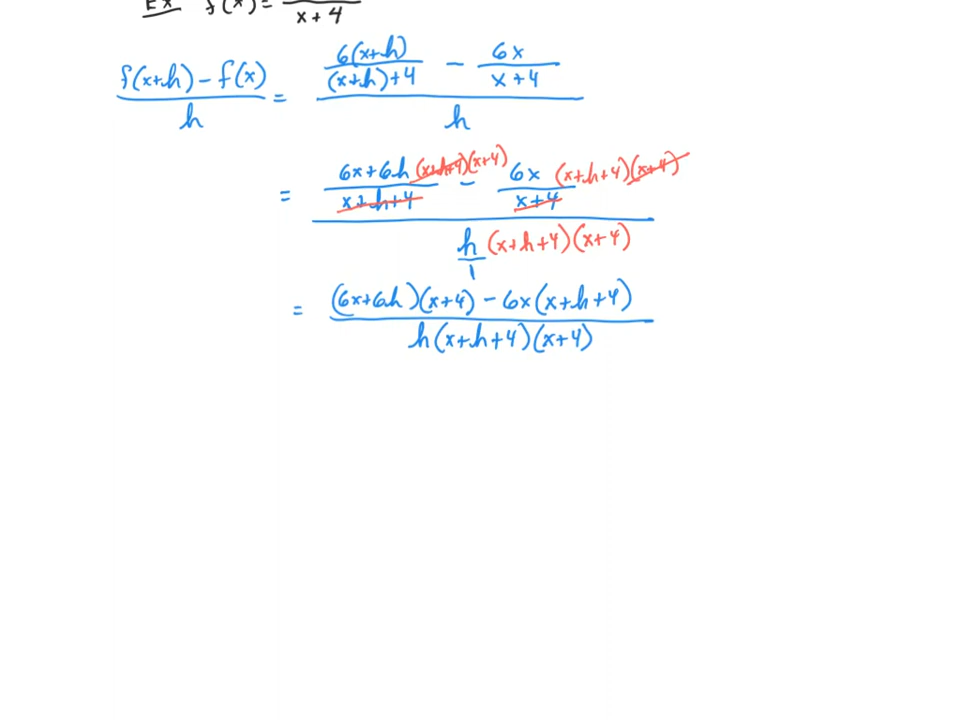 Ex f(x) =
x + 4
f(x+h) - f(x) / h = (6(x+h) / (x+h)+4 - 6x / x+4) / h
= (6x+6h (x+h+4)(x+4) / x+h+4 - 6x (x+h+4)(x+4) / x+4) / h/1 (x+h+4)(x+4)
= (6x+6h)(x+4) - 6x(x+h+4) / h(x+h+4)(x+4)